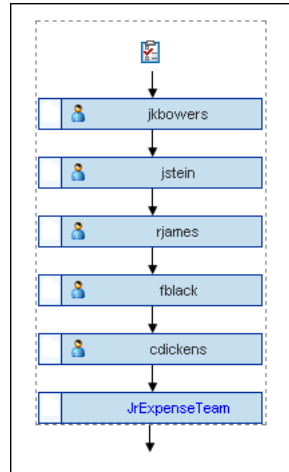 jkbowers
jstein
rjames
fblack
cdickens
JrExpenseTeam